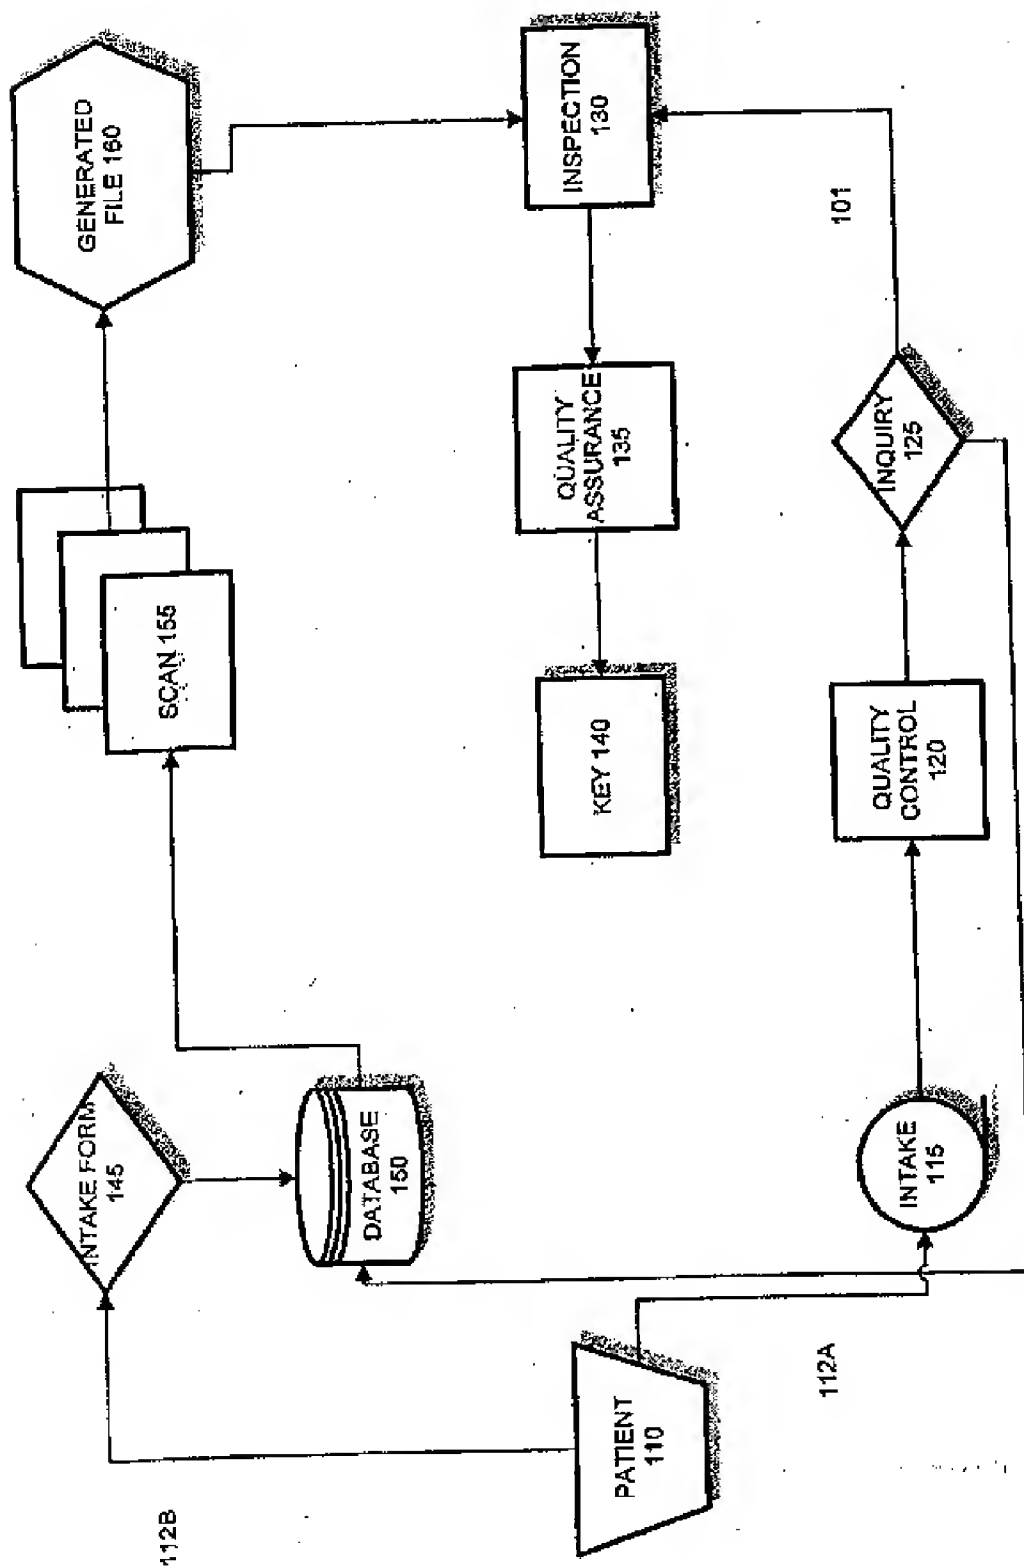 112B
INTAKE FORM
145
DATABASE
150
SCAN 155
GENERATED
FILE 160
PATIENT
110
KEY 140
QUALITY
ASSURANCE
135
INSPECTION
130
112A
INTAKE
115
QUALITY
CONTROL
120
INQUIRY
125
101